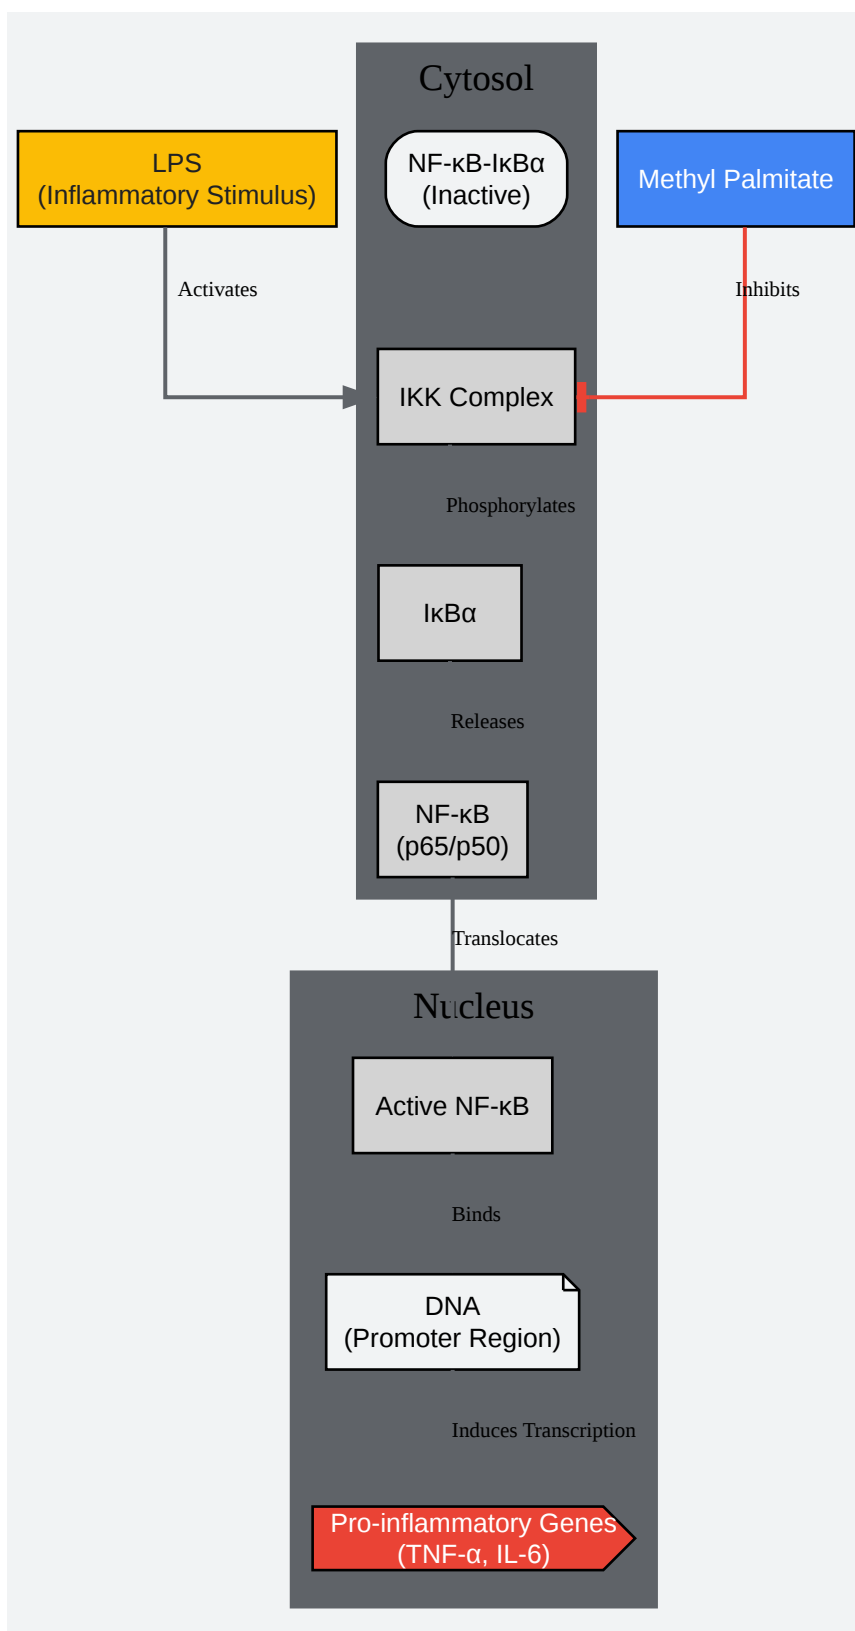 Cytosol
LPS
(Inflammatory Stimulus)
NF-κB-IκBα
(Inactive)
Methyl Palmitate
Activates
Inhibits
IKK Complex
Phosphorylates
IκBα
Releases
NF-κB
(p65/p50)
Translocates
Nucleus
Active NF-κB
Binds
DNA
(Promoter Region)
Induces Transcription
Pro-inflammatory Genes
(TNF-α, IL-6)